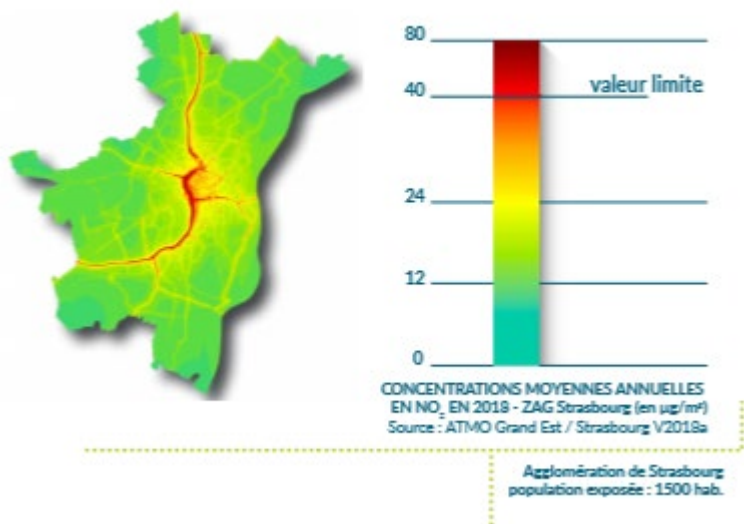 80
valeur limite
40
24
12
0
CONCENTRATIONS MOYENNES ANNUELLES
EN NO₂ EN 2018 - ZAG Strasbourg (en µg/m³)
Source : ATMO Grand Est / Strasbourg V2018a
Agglomération de Strasbourg
population exposée : 1500 hab.